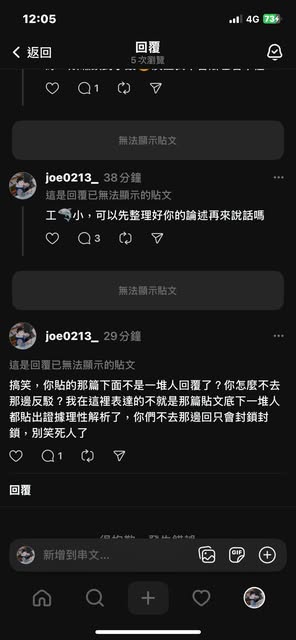 12:05
4G 73
返回
回覆
5 次瀏覽
1
無法顯示貼文
joe0213_ 38分鐘
這是回覆已無法顯示的貼文
工🐬小，可以先整理好你的論述再來說話嗎
3
無法顯示貼文
joe0213_ 29分鐘
這是回覆已無法顯示的貼文
搞笑，你貼的那篇下面不是一堆人回覆了？你怎麼不去
那邊反駁？我在這裡表達的不就是那篇貼文底下一堆人
都貼出證據理性解析了，你們不去那邊回只會封鎖封
鎖，別笑死人了
1
回覆
新增到串文...
GIF